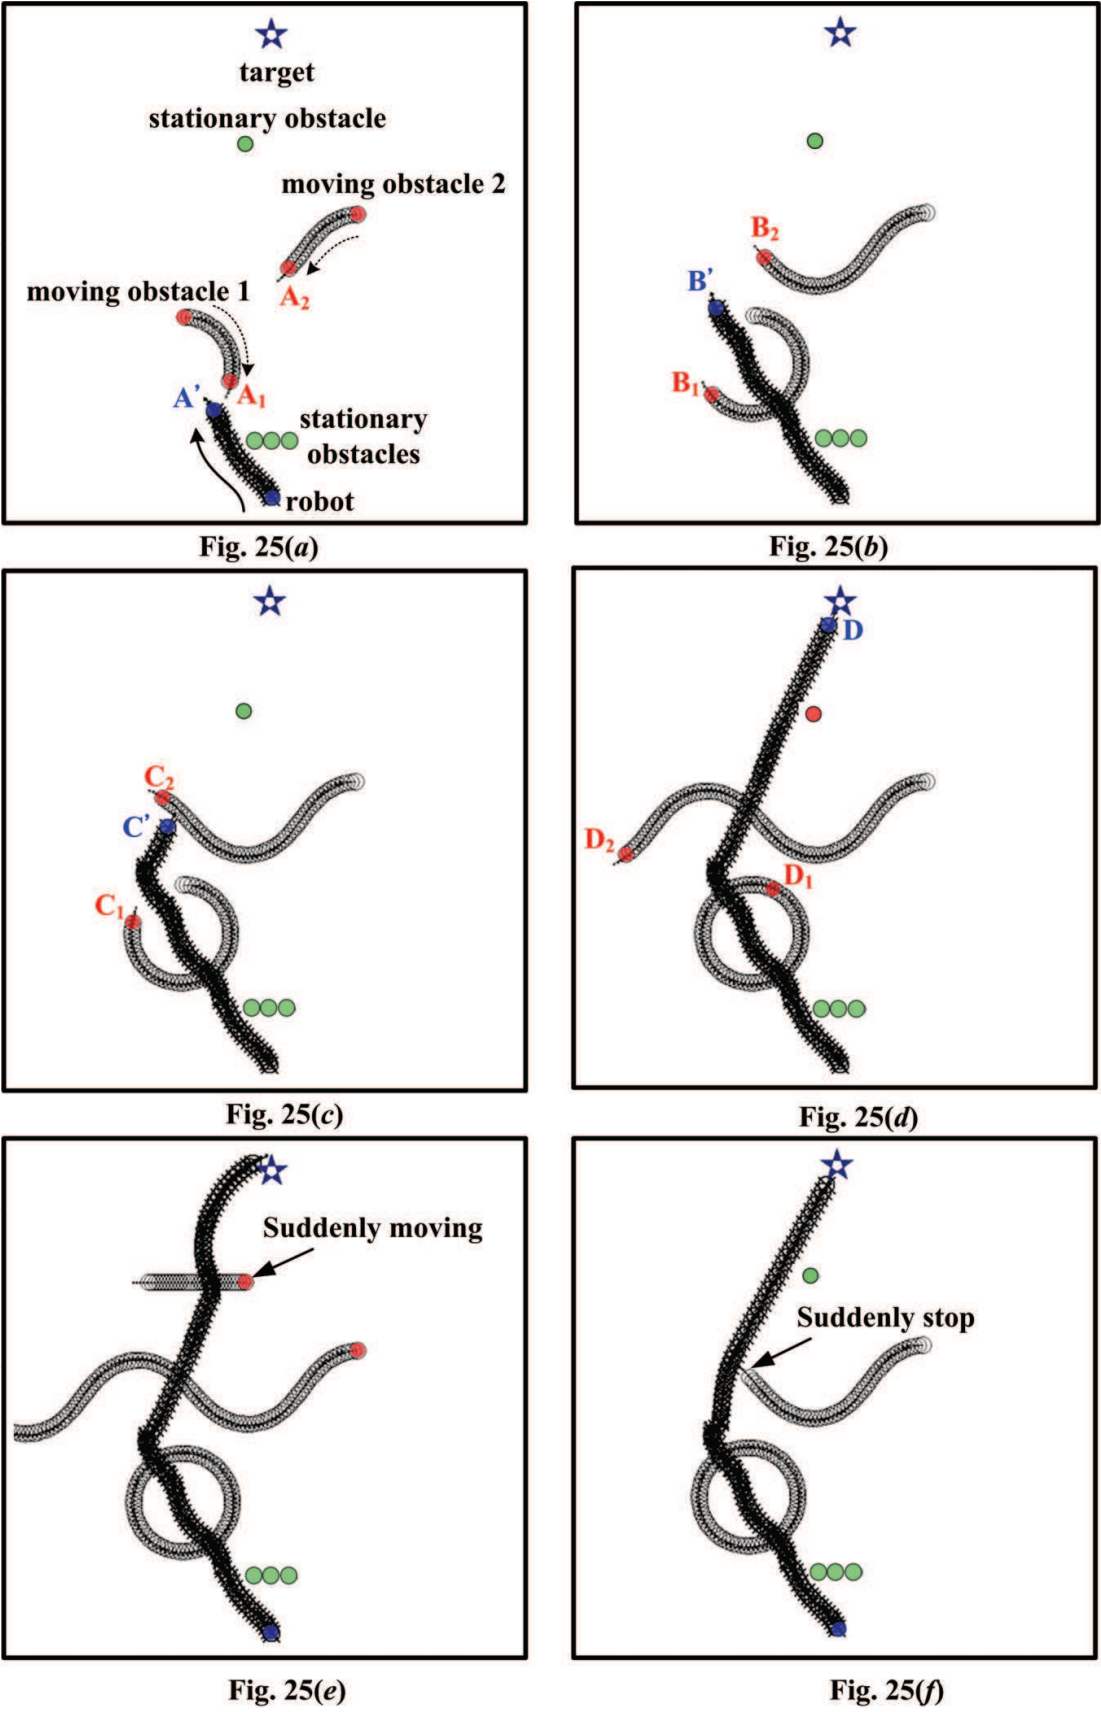 target
stationary obstacle
moving obstacle 2
A₂
moving obstacle 1
A'
A₁
stationary
obstacles
robot
Fig. 25(a)
B₂
B'
B₁
Fig. 25(b)
C₂
C'
C₁
Fig. 25(c)
D
D₂
D₁
Fig. 25(d)
Suddenly moving
Fig. 25(e)
Suddenly stop
Fig. 25(f)